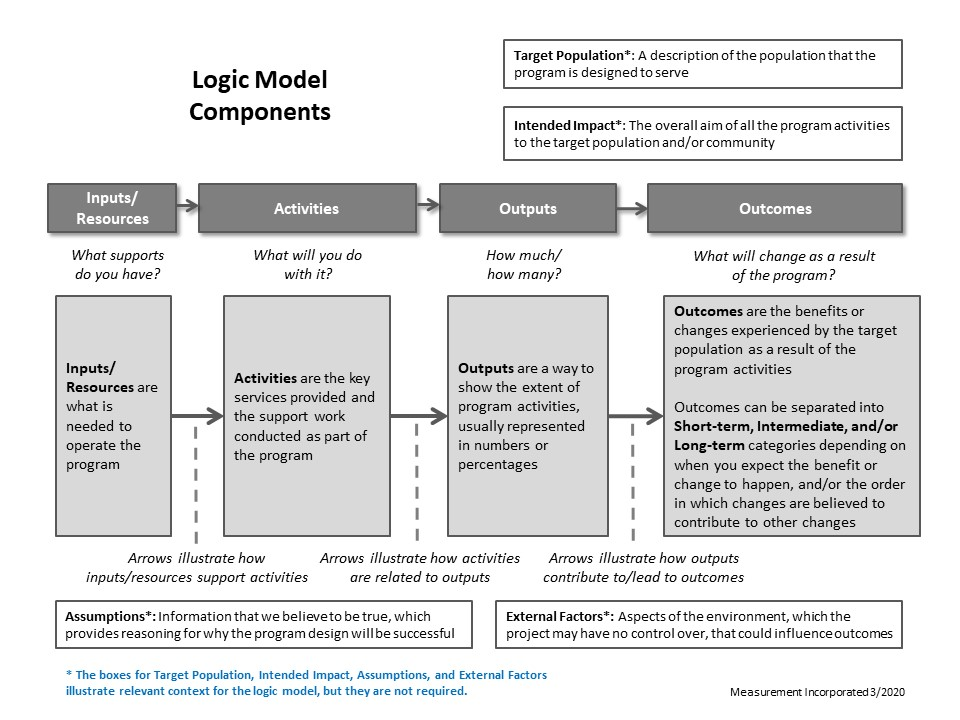 Logic Model
Components
Target Population*: A description of the population that the
program is designed to serve
Intended Impact*: The overall aim of all the program activities
to the target population and/or community
Inputs/
Resources
Activities
Outputs
Outcomes
What supports
do you have?
What will you do
with it?
How much/
how many?
What will change as a result
of the program?
Inputs/
Resources are
what is
needed to
operate the
program
Activities are the key
services provided and
the support work
conducted as part of
the program
Outputs are a way to
show the extent of
program activities,
usually represented
in numbers or
percentages
Outcomes are the benefits or
changes experienced by the target
population as a result of the
program activities
Outcomes can be separated into
Short-term, Intermediate, and/or
Long-term categories depending on
when you expect the benefit or
change to happen, and/or the order
in which changes are believed to
contribute to other changes
Arrows illustrate how
inputs/resources support activities
Arrows illustrate how activities
are related to outputs
Arrows illustrate how outputs
contribute to/lead to outcomes
Assumptions*: Information that we believe to be true, which
provides reasoning for why the program design will be successful
External Factors*: Aspects of the environment, which the
project may have no control over, that could influence outcomes
* The boxes for Target Population, Intended Impact, Assumptions, and External Factors
illustrate relevant context for the logic model, but they are not required.
Measurement Incorporated 3/2020